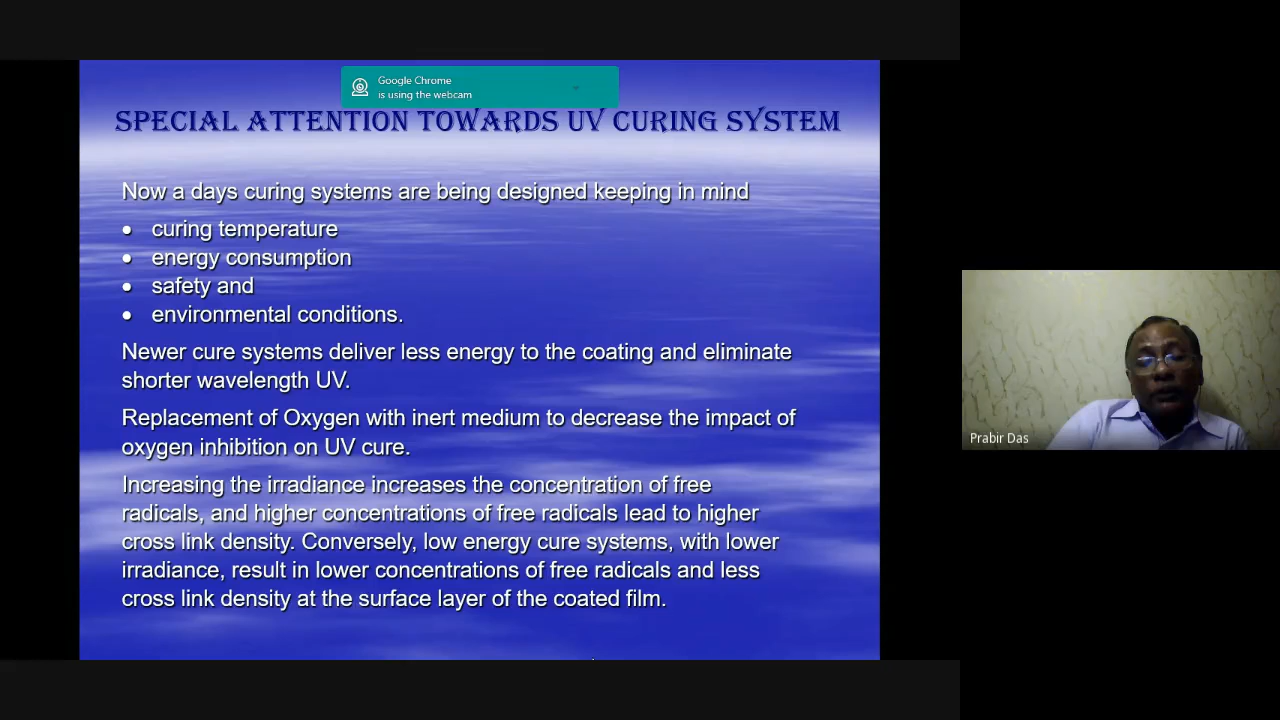 Google Chrome
is using the webcam
SPECIAL ATTENTION TOWARDS UV CURING SYSTEM
Now a days curing systems are being designed keeping in mind
• curing temperature
• energy consumption
• safety and
• environmental conditions.
Newer cure systems deliver less energy to the coating and eliminate
shorter wavelength UV.
Replacement of Oxygen with inert medium to decrease the impact of
oxygen inhibition on UV cure.
Increasing the irradiance increases the concentration of free
radicals, and higher concentrations of free radicals lead to higher
cross link density. Conversely, low energy cure systems, with lower
irradiance, result in lower concentrations of free radicals and less
cross link density at the surface layer of the coated film.
Prabir Das